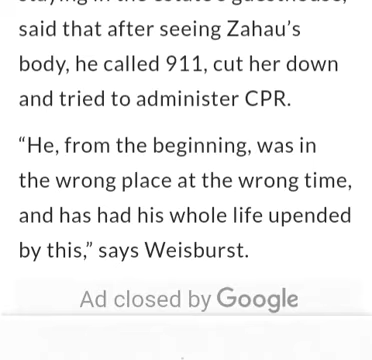 said that after seeing Zahau’s
body, he called 911, cut her down
and tried to administer CPR.
“He, from the beginning, was in
the wrong place at the wrong time,
and has had his whole life upended
by this,” says Weisburst.
Ad closed by Google